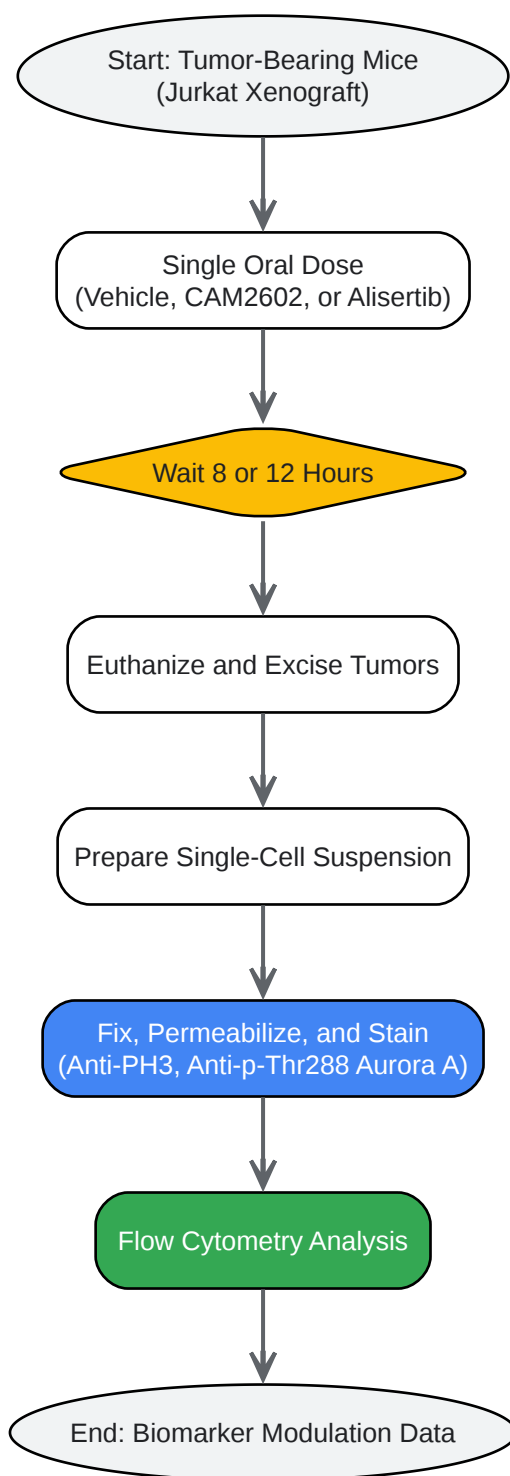 Start: Tumor-Bearing Mice
(Jurkat Xenograft)
Single Oral Dose
(Vehicle, CAM2602, or Alisertib)
Wait 8 or 12 Hours
Euthanize and Excise Tumors
Prepare Single-Cell Suspension
Fix, Permeabilize, and Stain
(Anti-PH3, Anti-p-Thr288 Aurora A)
Flow Cytometry Analysis
End: Biomarker Modulation Data